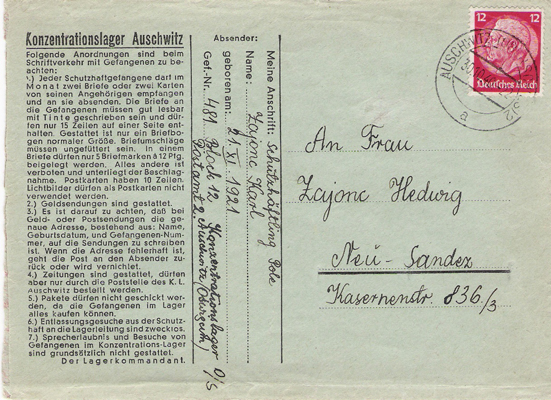 Konzentrationslager Auschwitz
Folgende Anordnungen sind beim
Schriftverkehr mit Gefangenen zu be-
achten:
1.) Jeder Schutzhaftgefangene darf im
Monat zwei Briefe oder zwei Karten
von seinen Angehörigen empfangen
und an sie absenden. Die Briefe an
die Gefangenen müssen gut lesbar
mit Tinte geschrieben sein und dür-
fen nur 15 Zeilen auf einer Seite ent-
halten. Gestattet ist nur ein Briefbo-
gen normaler Größe. Briefumschläge
müssen ungefüttert sein. In einem
Briefe dürfen nur 5 Briefmarken à 12 Pfg.
beigelegt werden. Alles andere ist
verboten und unterliegt der Beschlag-
nahme. Postkarten haben 10 Zeilen.
Lichtbilder dürfen als Postkarten nicht
verwendet werden.
2.) Geldsendungen sind gestattet.
3.) Es ist darauf zu achten, daß bei
Geld- oder Postsendungen die ge-
naue Adresse, bestehend aus: Name,
Geburtsdatum, und Gefangenen-Num-
mer, auf die Sendungen zu schreiben
ist. Wenn die Adresse fehlerhaft ist,
geht die Post an den Absender zu-
rück oder wird vernichtet.
4.) Zeitungen sind gestattet, dürfen
aber nur durch die Poststelle des K. L.
Auschwitz bestellt werden.
5.) Pakete dürfen nicht geschickt wer-
den, da die Gefangenen im Lager
alles kaufen können.
6.) Entlassungsgesuche aus der Schutz-
haft an die Lagerleitung sind zwecklos.
7.) Sprecherlaubnis und Besuche von
Gefangenen im Konzentrations-Lager
sind grundsätzlich nicht gestattet.
Der Lagerkommandant.
Absender:
Meine Anschrift: Schutzhäftling Pole
Name: Zajonc Karl
geboren am: 21. XI. 1921
Gef.-Nr. 481 Block 12 Konzentrationslager
Postamt 2, Auschwitz O/S
12 12
Deutsches Reich
AUSCHWITZ
a
An Frau
Zajonc Hedwig
Neu-Sandez
Kasernenstr. 836/3